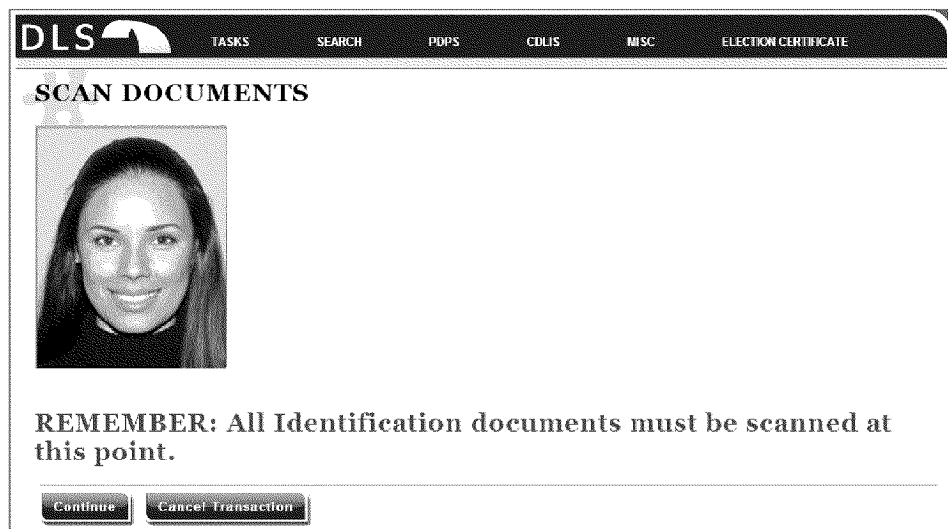 DLS
TASKS SEARCH PDPS CDLIS MISC ELECTION CERTIFICATE
SCAN DOCUMENTS
REMEMBER: All Identification documents must be scanned at
this point.
Continue Cancel Transaction